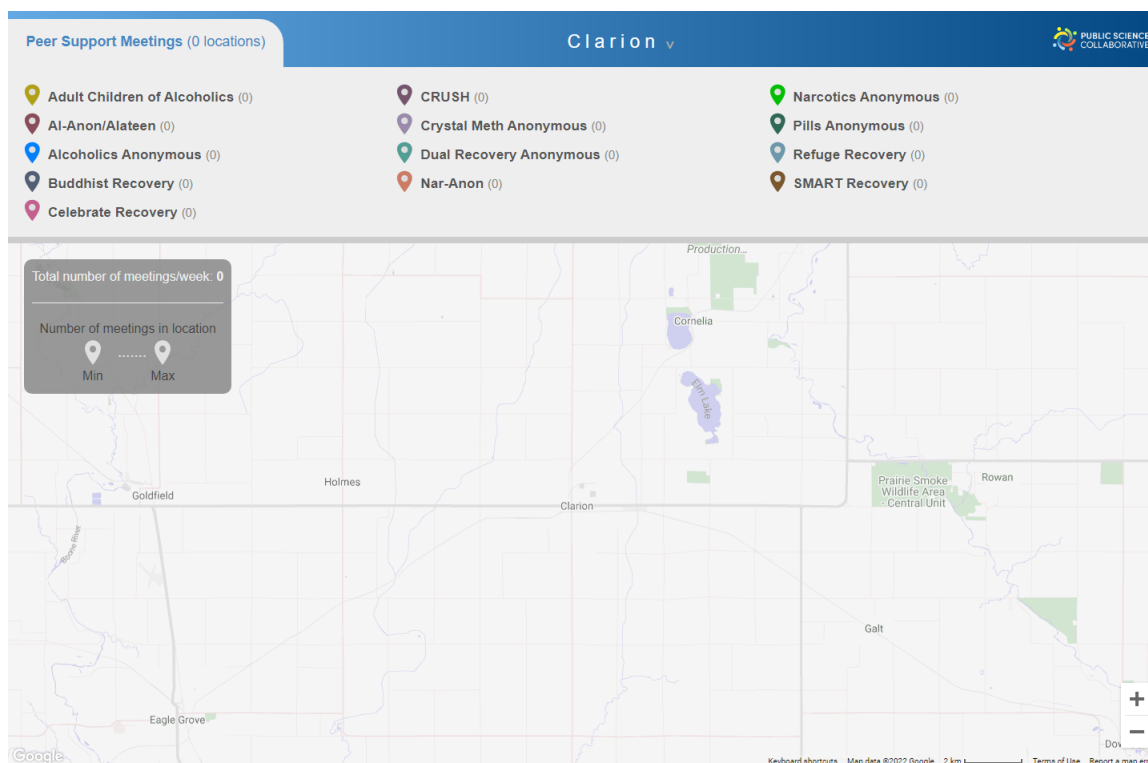 Peer Support Meetings (0 locations)
Clarion v
PUBLIC SCIENCE
COLLABORATIVE
Adult Children of Alcoholics (0)
Al-Anon/Alateen (0)
Alcoholics Anonymous (0)
Buddhist Recovery (0)
Celebrate Recovery (0)
CRUSH (0)
Crystal Meth Anonymous (0)
Dual Recovery Anonymous (0)
Nar-Anon (0)
Narcotics Anonymous (0)
Pills Anonymous (0)
Refuge Recovery (0)
SMART Recovery (0)
Total number of meetings/week: 0
Number of meetings in location
Min
Max
Production...
Cornelia
Elm Lake
Goldfield
Holmes
Clarion
Prairie Smoke
Wildlife Area
- Central Unit
Rowan
Boone River
Galt
Eagle Grove
+
−
Dow
Google
Keyboard shortcuts Map data ©2022 Google 2 km Terms of Use Report a map er